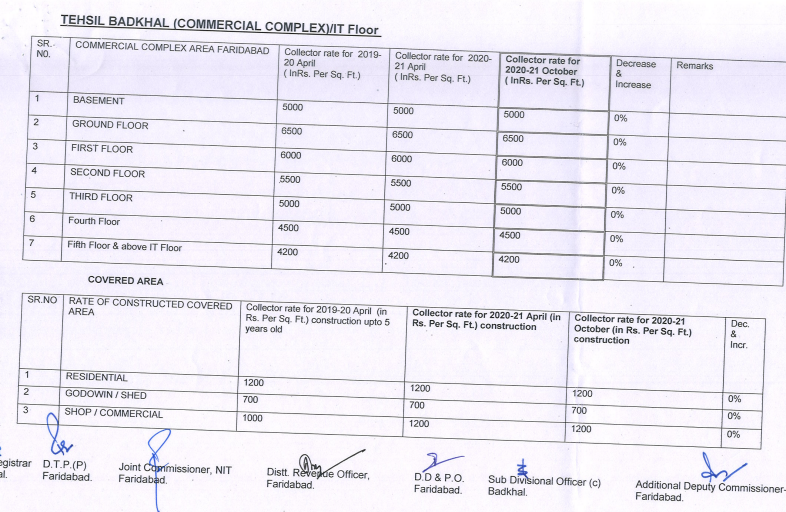 TEHSIL BADKHAL (COMMERCIAL COMPLEX)/IT Floor
SR. N0. COMMERCIAL COMPLEX AREA FARIDABAD Collector rate for 2019-20 April ( InRs. Per Sq. Ft.) Collector rate for 2020-21 April ( InRs. Per Sq. Ft.) Collector rate for 2020-21 October ( InRs. Per Sq. Ft.) Decrease & Increase Remarks
1 BASEMENT 5000 5000 5000 0%
2 GROUND FLOOR 6500 6500 6500 0%
3 FIRST FLOOR 6000 6000 6000 0%
4 SECOND FLOOR 5500 5500 5500 0%
5 THIRD FLOOR 5000 5000 5000 0%
6 Fourth Floor 4500 4500 4500 0%
7 Fifth Floor & above IT Floor 4200 4200 4200 0%
COVERED AREA
SR.NO RATE OF CONSTRUCTED COVERED AREA Collector rate for 2019-20 April (in Rs. Per Sq. Ft.) construction upto 5 years old Collector rate for 2020-21 April (in Rs. Per Sq. Ft.) construction Collector rate for 2020-21 October (in Rs. Per Sq. Ft.) construction Dec. & Incr.
1 RESIDENTIAL 1200 1200 1200 0%
2 GODOWIN / SHED 700 700 700 0%
3 SHOP / COMMERCIAL 1000 1200 1200 0%
egistrar D.T.P.(P) Joint Commissioner, NIT Distt. Revenue Officer, D.D & P.O. Sub Divisional Officer (c) Additional Deputy Commissioner-
al. Faridabad. Faridabad. Faridabad. Faridabad. Badkhal. Faridabad.